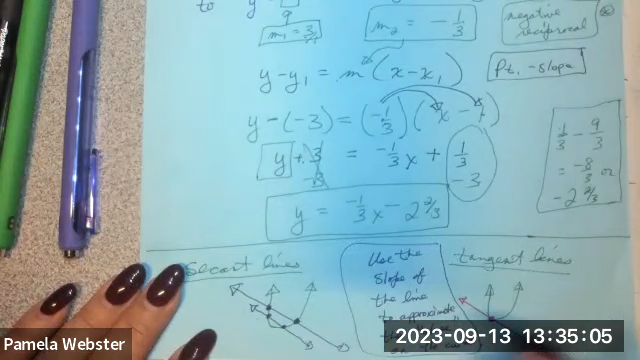 to y =
9
m₁ = 3/1
m₂ = -1/3
negative reciprocal
y - y₁ = m (x - x₁)
Pt. - slope
y - (-3) = (-1/3)(x - 1)
y + 3 = -1/3 x + 1/3
-3 -3
y = -1/3 x - 2 2/3
1/3 - 9/3
= -8/3 or
-2 2/3
secant lines
Use the
slope of
the line
to approximate
tangent lines
Pamela Webster
2023-09-13 13:35:05